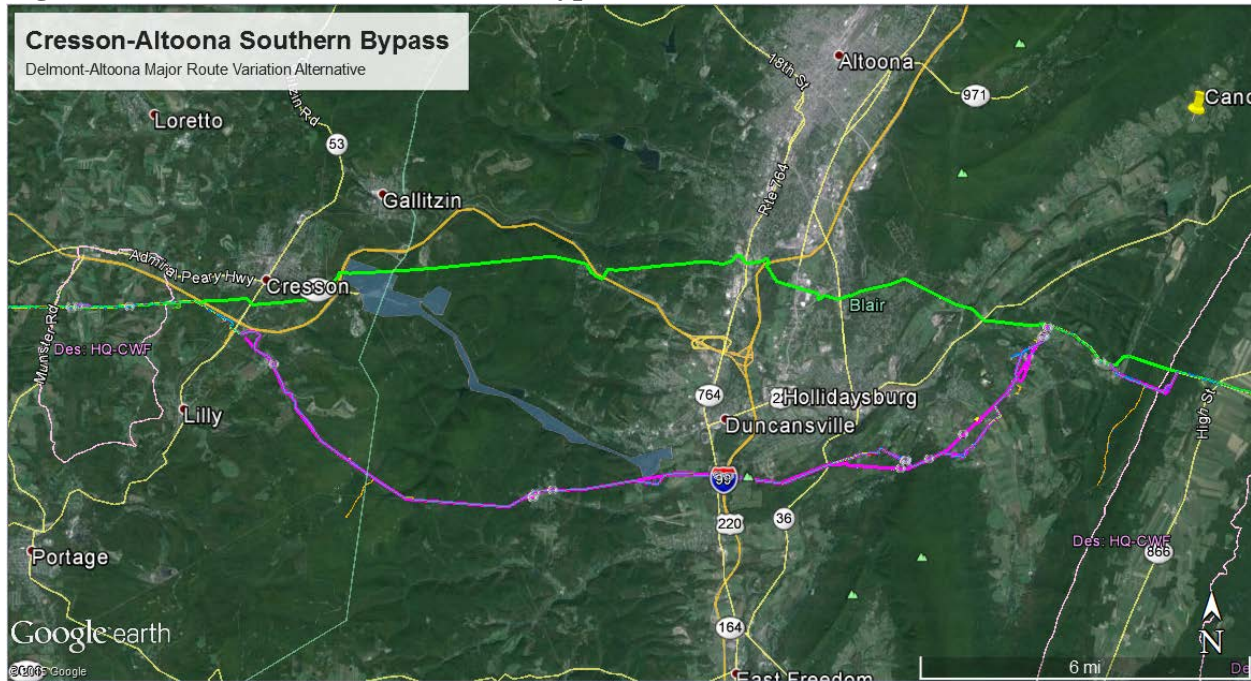 Cresson-Altoona Southern Bypass
Delmont-Altoona Major Route Variation Alternative
Altoona
18th St
971
Loretto
53
Gallitzin
Rte 764
Admiral Peary Hwy
Cresson
Munster Rd
Des: HQ-CWF
Blair
Lilly
764
Hollidaysburg
Duncansville
High St
99
220
36
Des: HQ-CWF
866
Portage
164
Google earth
© 2015 Google
East Freedom
6 mi
N